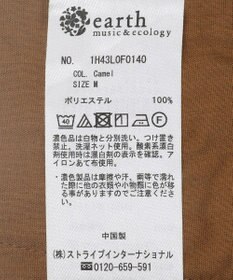 earth
music&ecology
NO. 1H43L0F0140
COL. Camel
SIZE M
ポリエステル 100%
40
濃色品は白物と分別洗い。つけ置き禁
止。洗濯ネット使用。酸素系漂白
剤使用時は漂白剤の表示を確認。アイ
ロンあて布使用。
・濃色製品は摩擦や汗、雨等で濡れ
た際に他の衣類や小物類に色が移
る事がありますのでご注意くださ
い。
中国製
(株)ストライプインターナショナル
0120-659-591